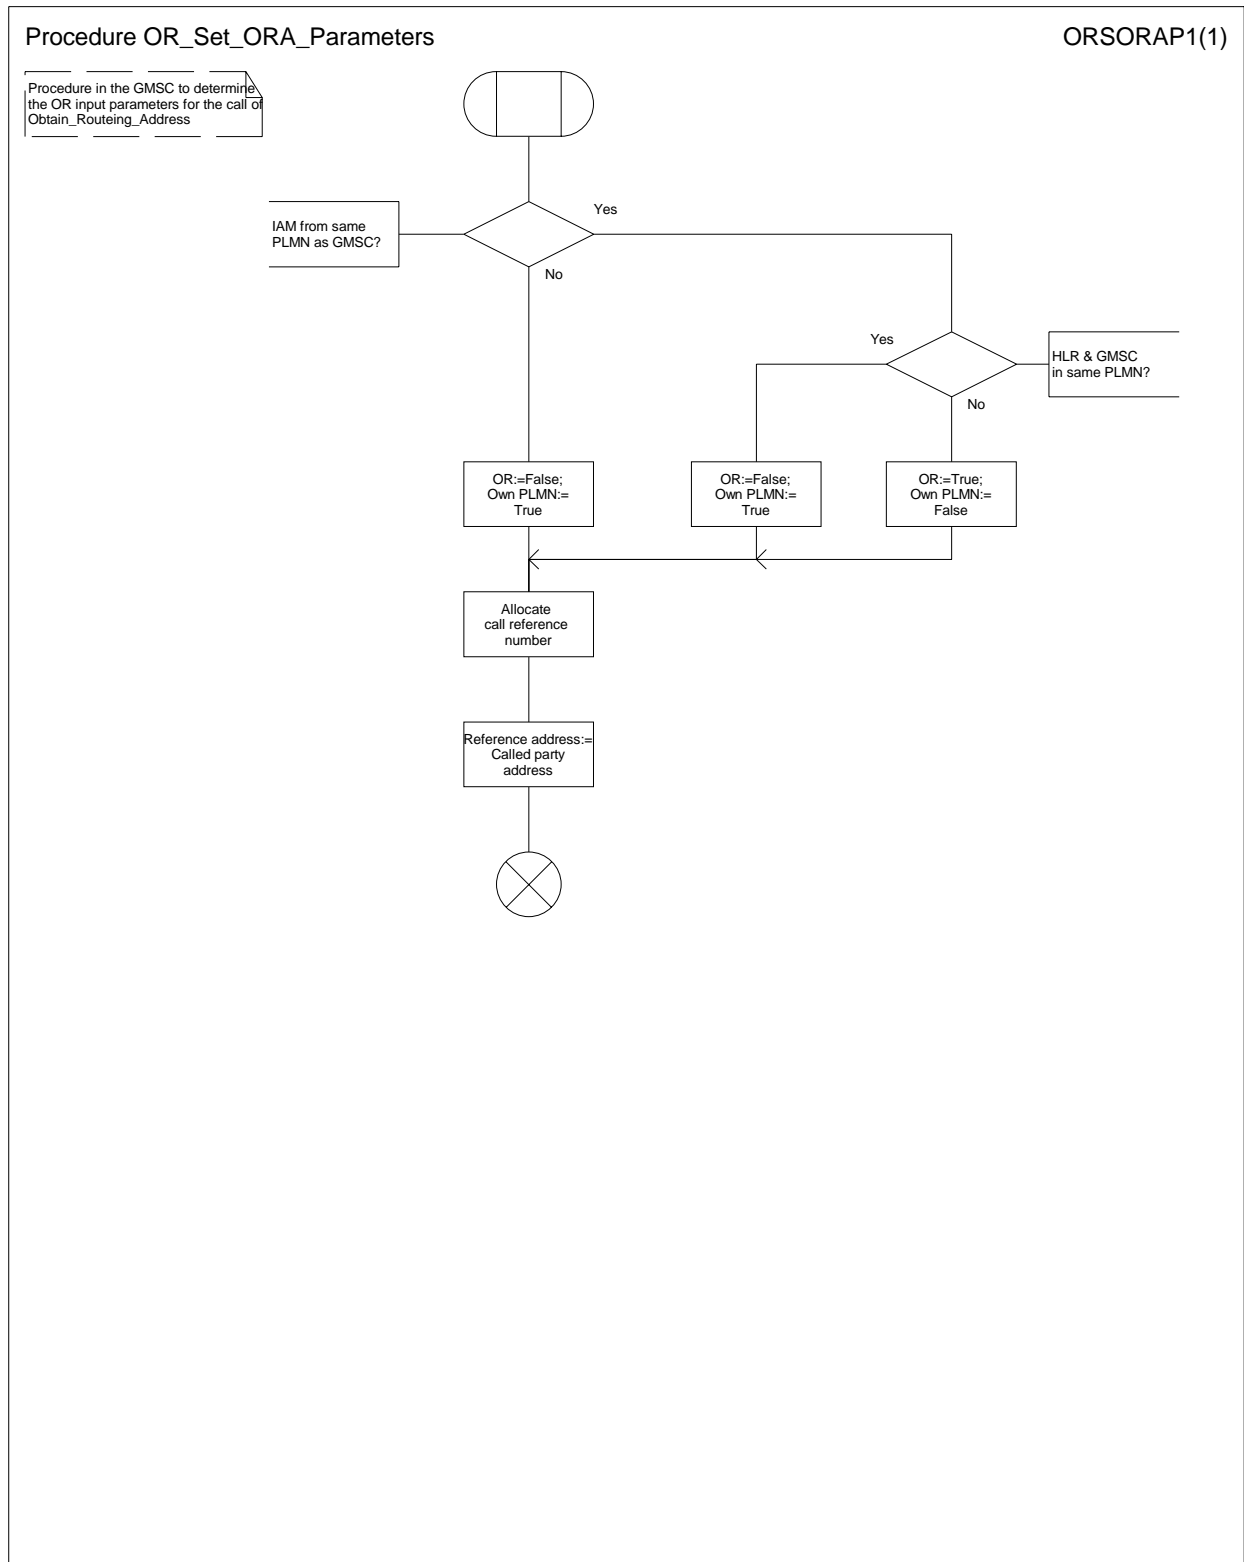 Procedure OR_Set_ORA_Parameters
ORSORAP1(1)
Procedure in the GMSC to determine
the OR input parameters for the call of
Obtain_Routeing_Address
IAM from same
PLMN as GMSC?
Yes
No
Yes
HLR & GMSC
in same PLMN?
No
OR:=False;
Own PLMN:=
True
OR:=False;
Own PLMN:=
True
OR:=True;
Own PLMN:=
False
Allocate
call reference
number
Reference address:=
Called party
address